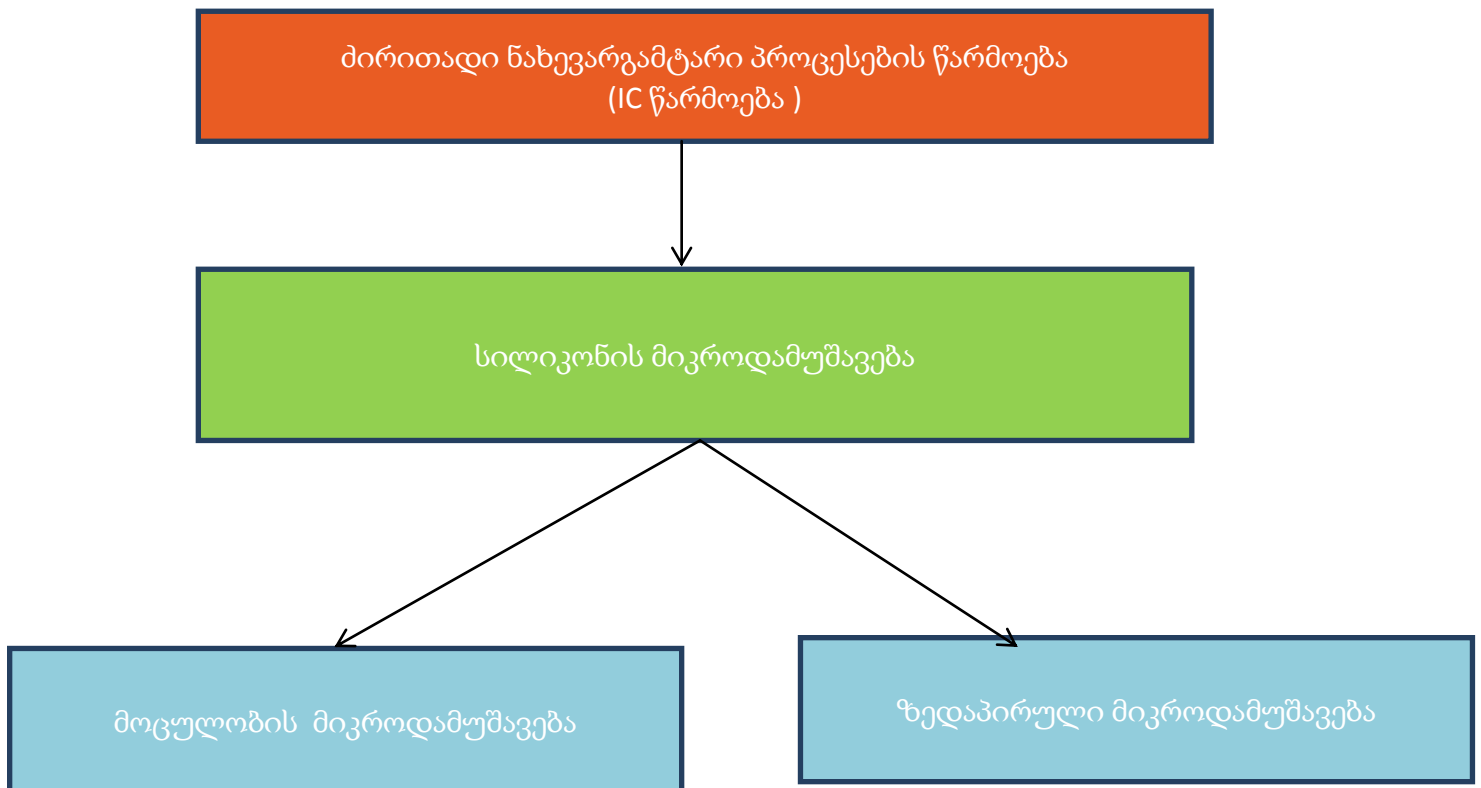 ძირითადი ნახევარგამტარი პროცესების წარმოება
(IC წარმოება )
სილიკონის მიკროდამუშავება
მოცულობის მიკროდამუშავება
ზედაპირული მიკროდამუშავება